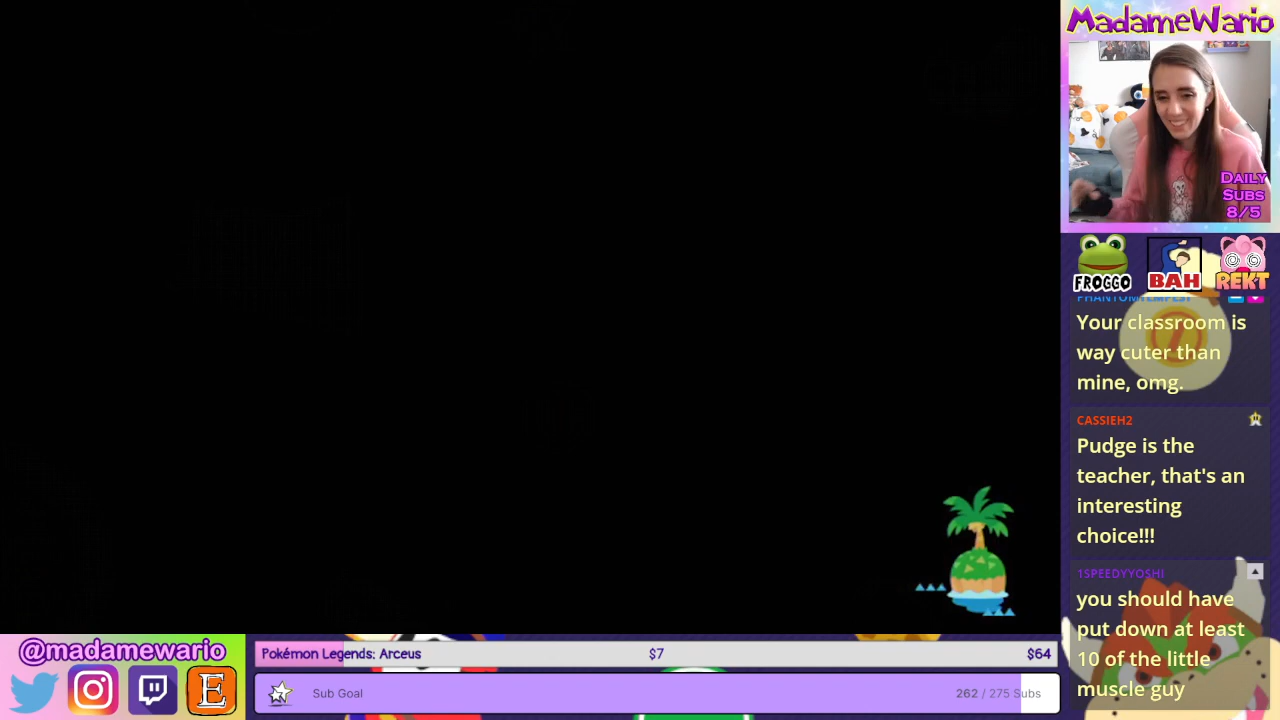 MadameWario
Daily
Subs
8/5
FROGGO
BAH
REKT
PHANTOMTEMPEST
Your classroom is
way cuter than
mine, omg.
CASSIEH2
Pudge is the
teacher, that's an
interesting
choice!!!
1SPEEDYYOSHI
you should have
put down at least
10 of the little
muscle guy
@madamewario
E
Pokémon Legends: Arceus $7 $64
Sub Goal 262 / 275 Subs